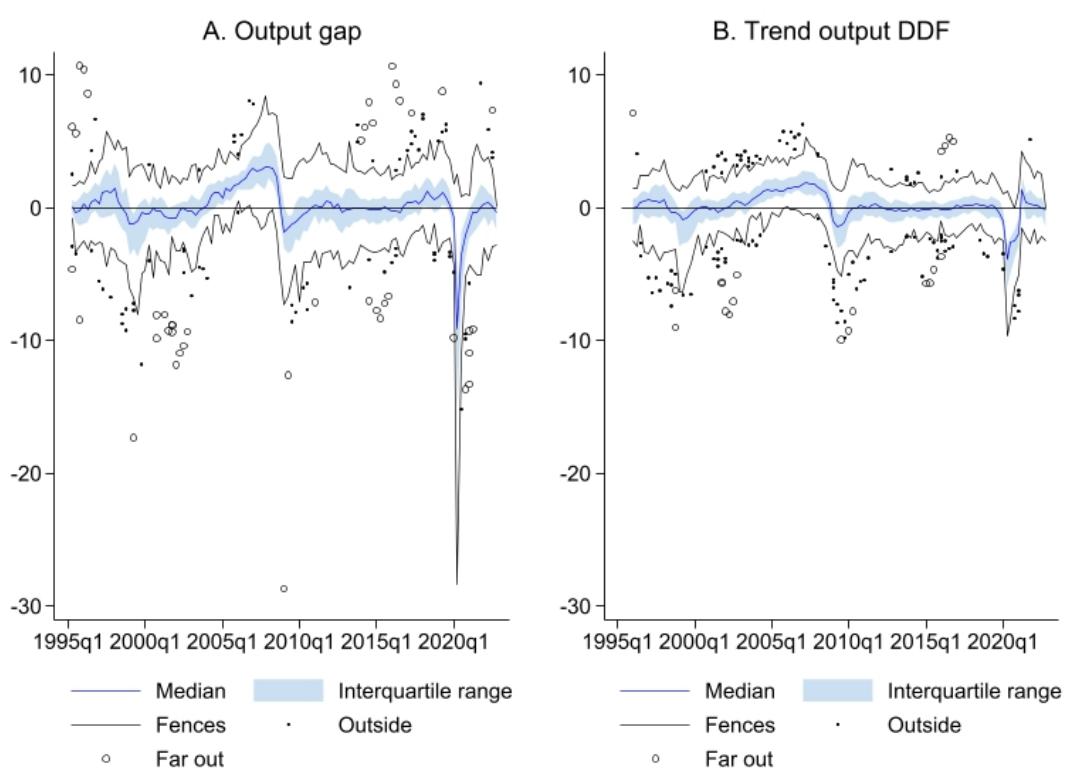 A. Output gap
10
0
-10
-20
-30
1995q1 2000q1 2005q1 2010q1 2015q1 2020q1
Median
Interquartile range
Fences
Outside
Far out
B. Trend output DDF
10
0
-10
-20
-30
1995q1 2000q1 2005q1 2010q1 2015q1 2020q1
Median
Interquartile range
Fences
Outside
Far out